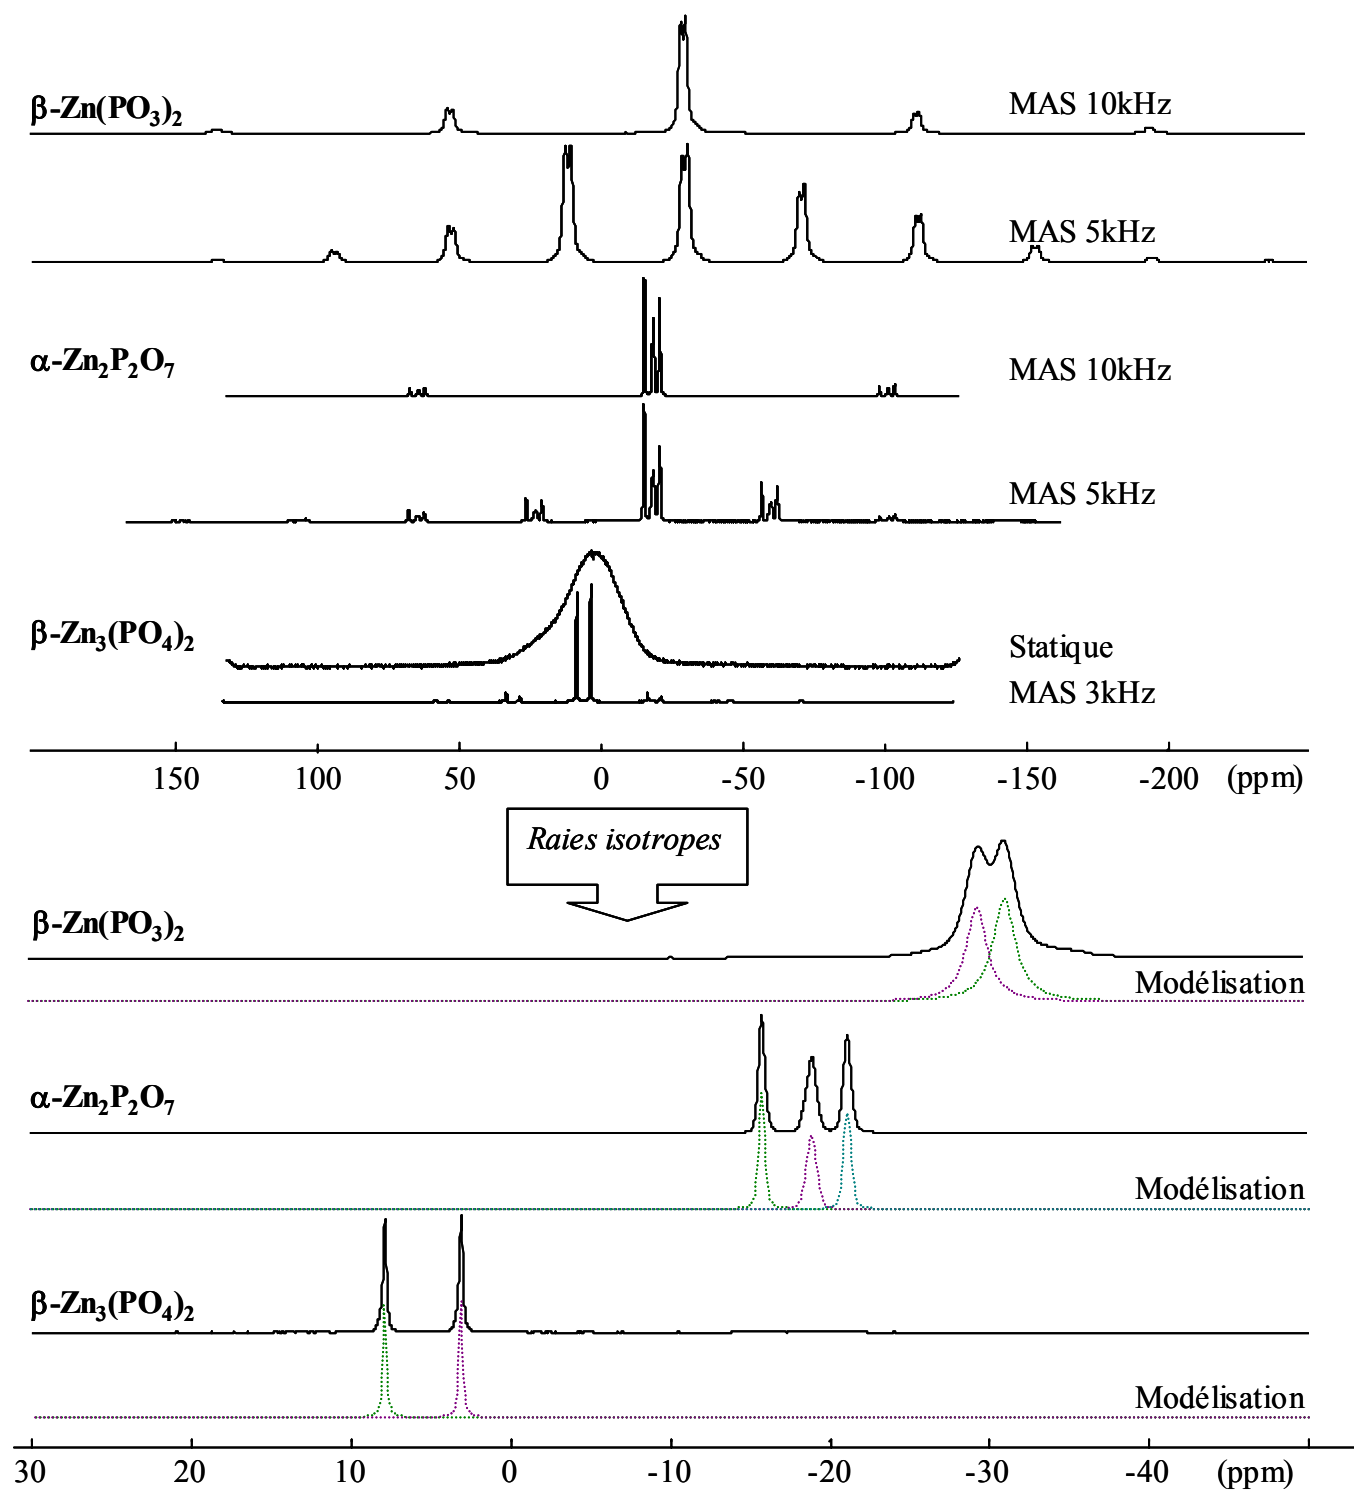 β-Zn(PO₃)₂ MAS 10kHz
MAS 5kHz
α-Zn₂P₂O₇ MAS 10kHz
MAS 5kHz
β-Zn₃(PO₄)₂ Statique
MAS 3kHz
150 100 50 0 -50 -100 -150 -200 (ppm)
Raies isotropes
β-Zn(PO₃)₂
Modélisation
α-Zn₂P₂O₇
Modélisation
β-Zn₃(PO₄)₂
Modélisation
30 20 10 0 -10 -20 -30 -40 (ppm)